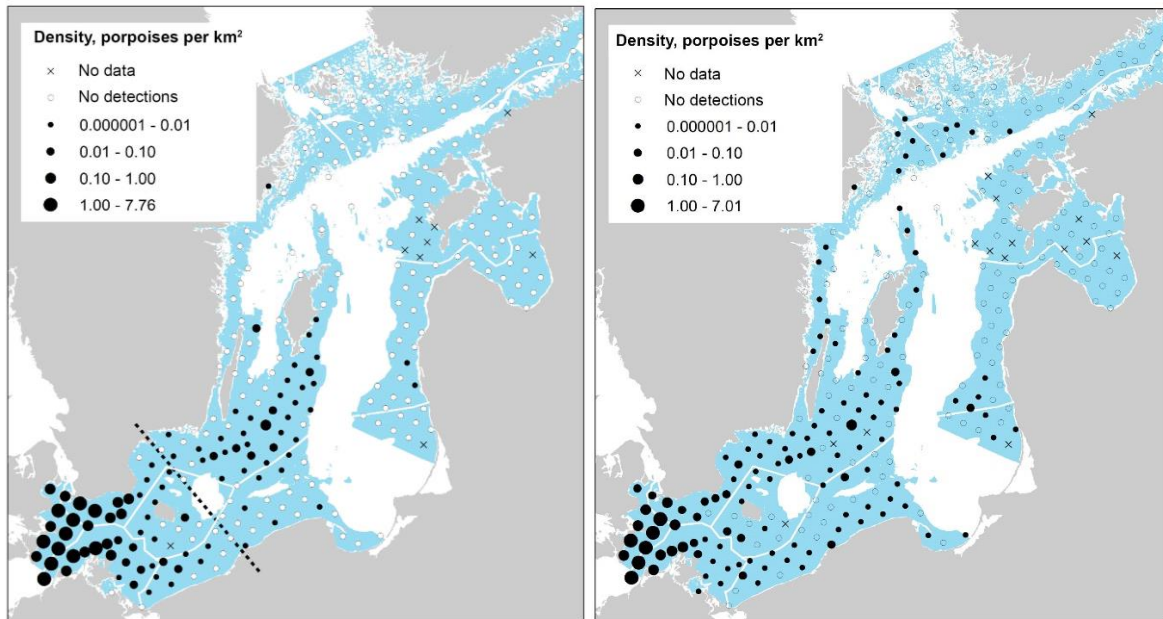 Density, porpoises per km²
No data
No detections
0.000001 - 0.01
0.01 - 0.10
0.10 - 1.00
1.00 - 7.76
Density, porpoises per km²
No data
No detections
0.000001 - 0.01
0.01 - 0.10
0.10 - 1.00
1.00 - 7.01